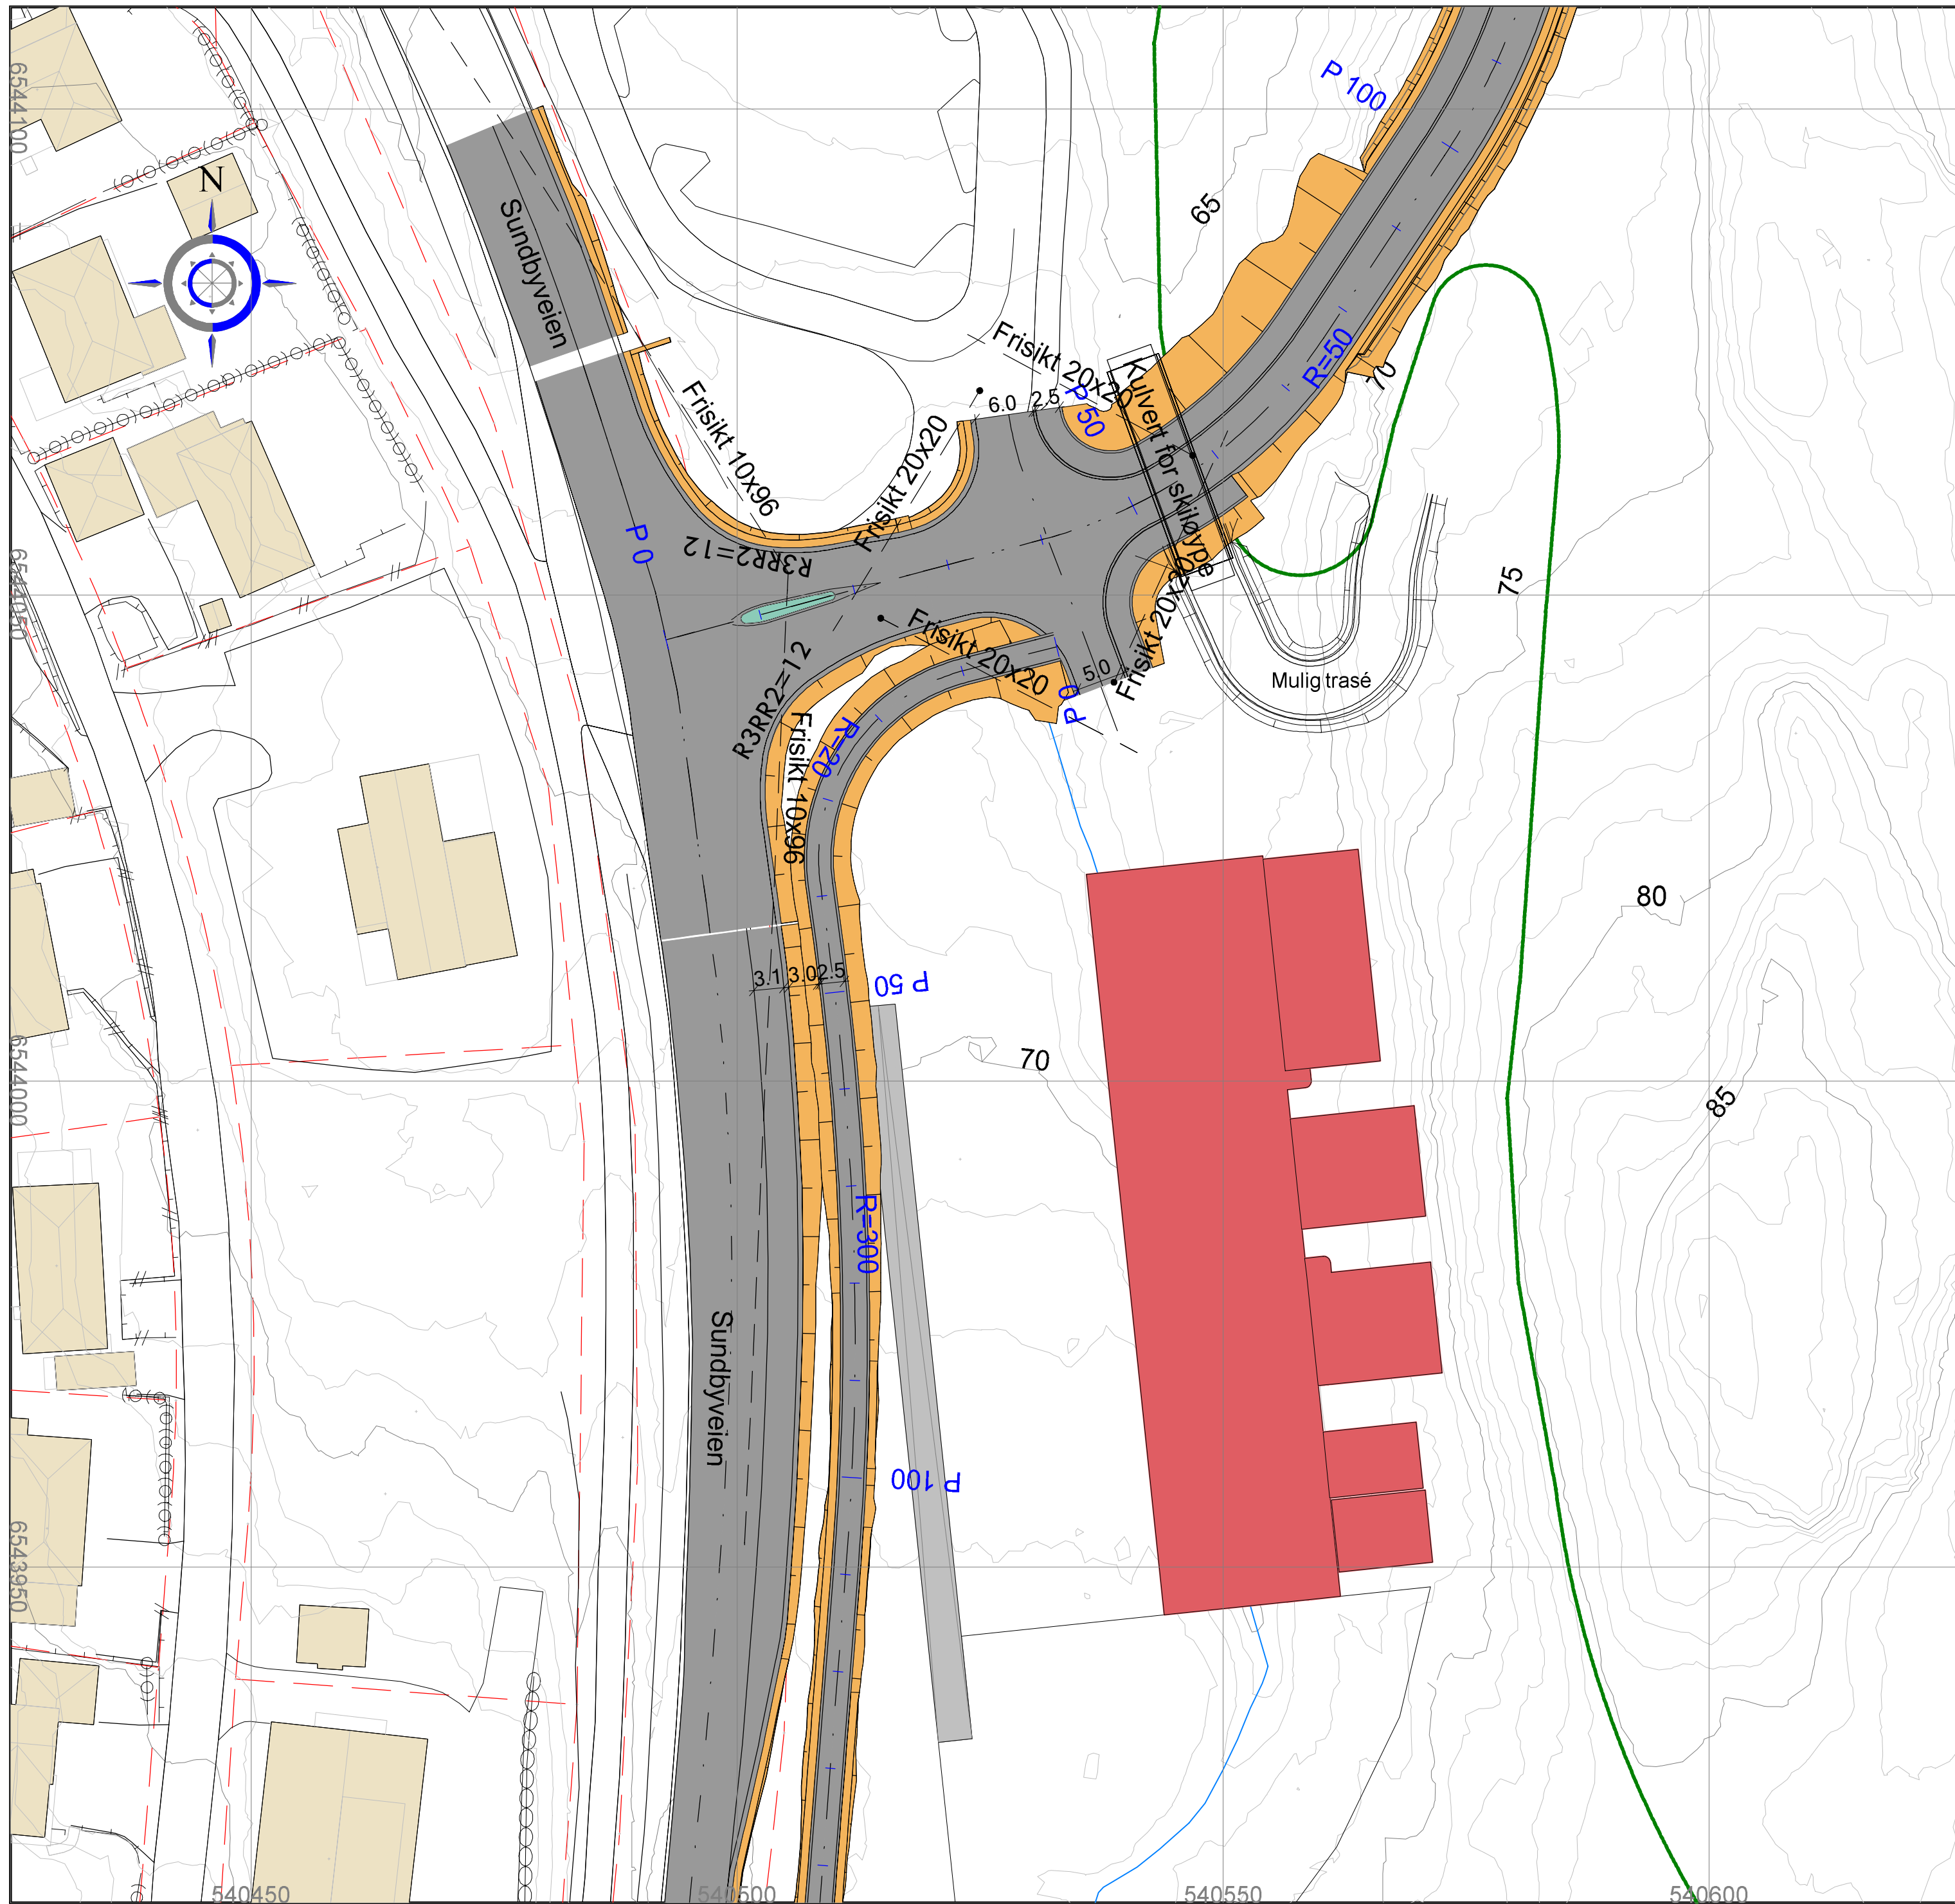 P 100
6544100
N
65
Sundbyveien
Frisikt 20x20
R=50
70
Kulvert for skiløype
Frisikt 10x96
P 50
6.0
2.5
Frisikt 20x20
P 0
R3RR2=12
75
6544050
Frisikt 20x20
Frisikt 20x20
R3RR2=12
5.0
P 0
Mulig trasé
Frisikt 10x96
R=20
80
3.1
3.0
2.5
P 50
70
85
6544000
R=300
Sundbyveien
P 100
6543950
540450
540500
540550
540600